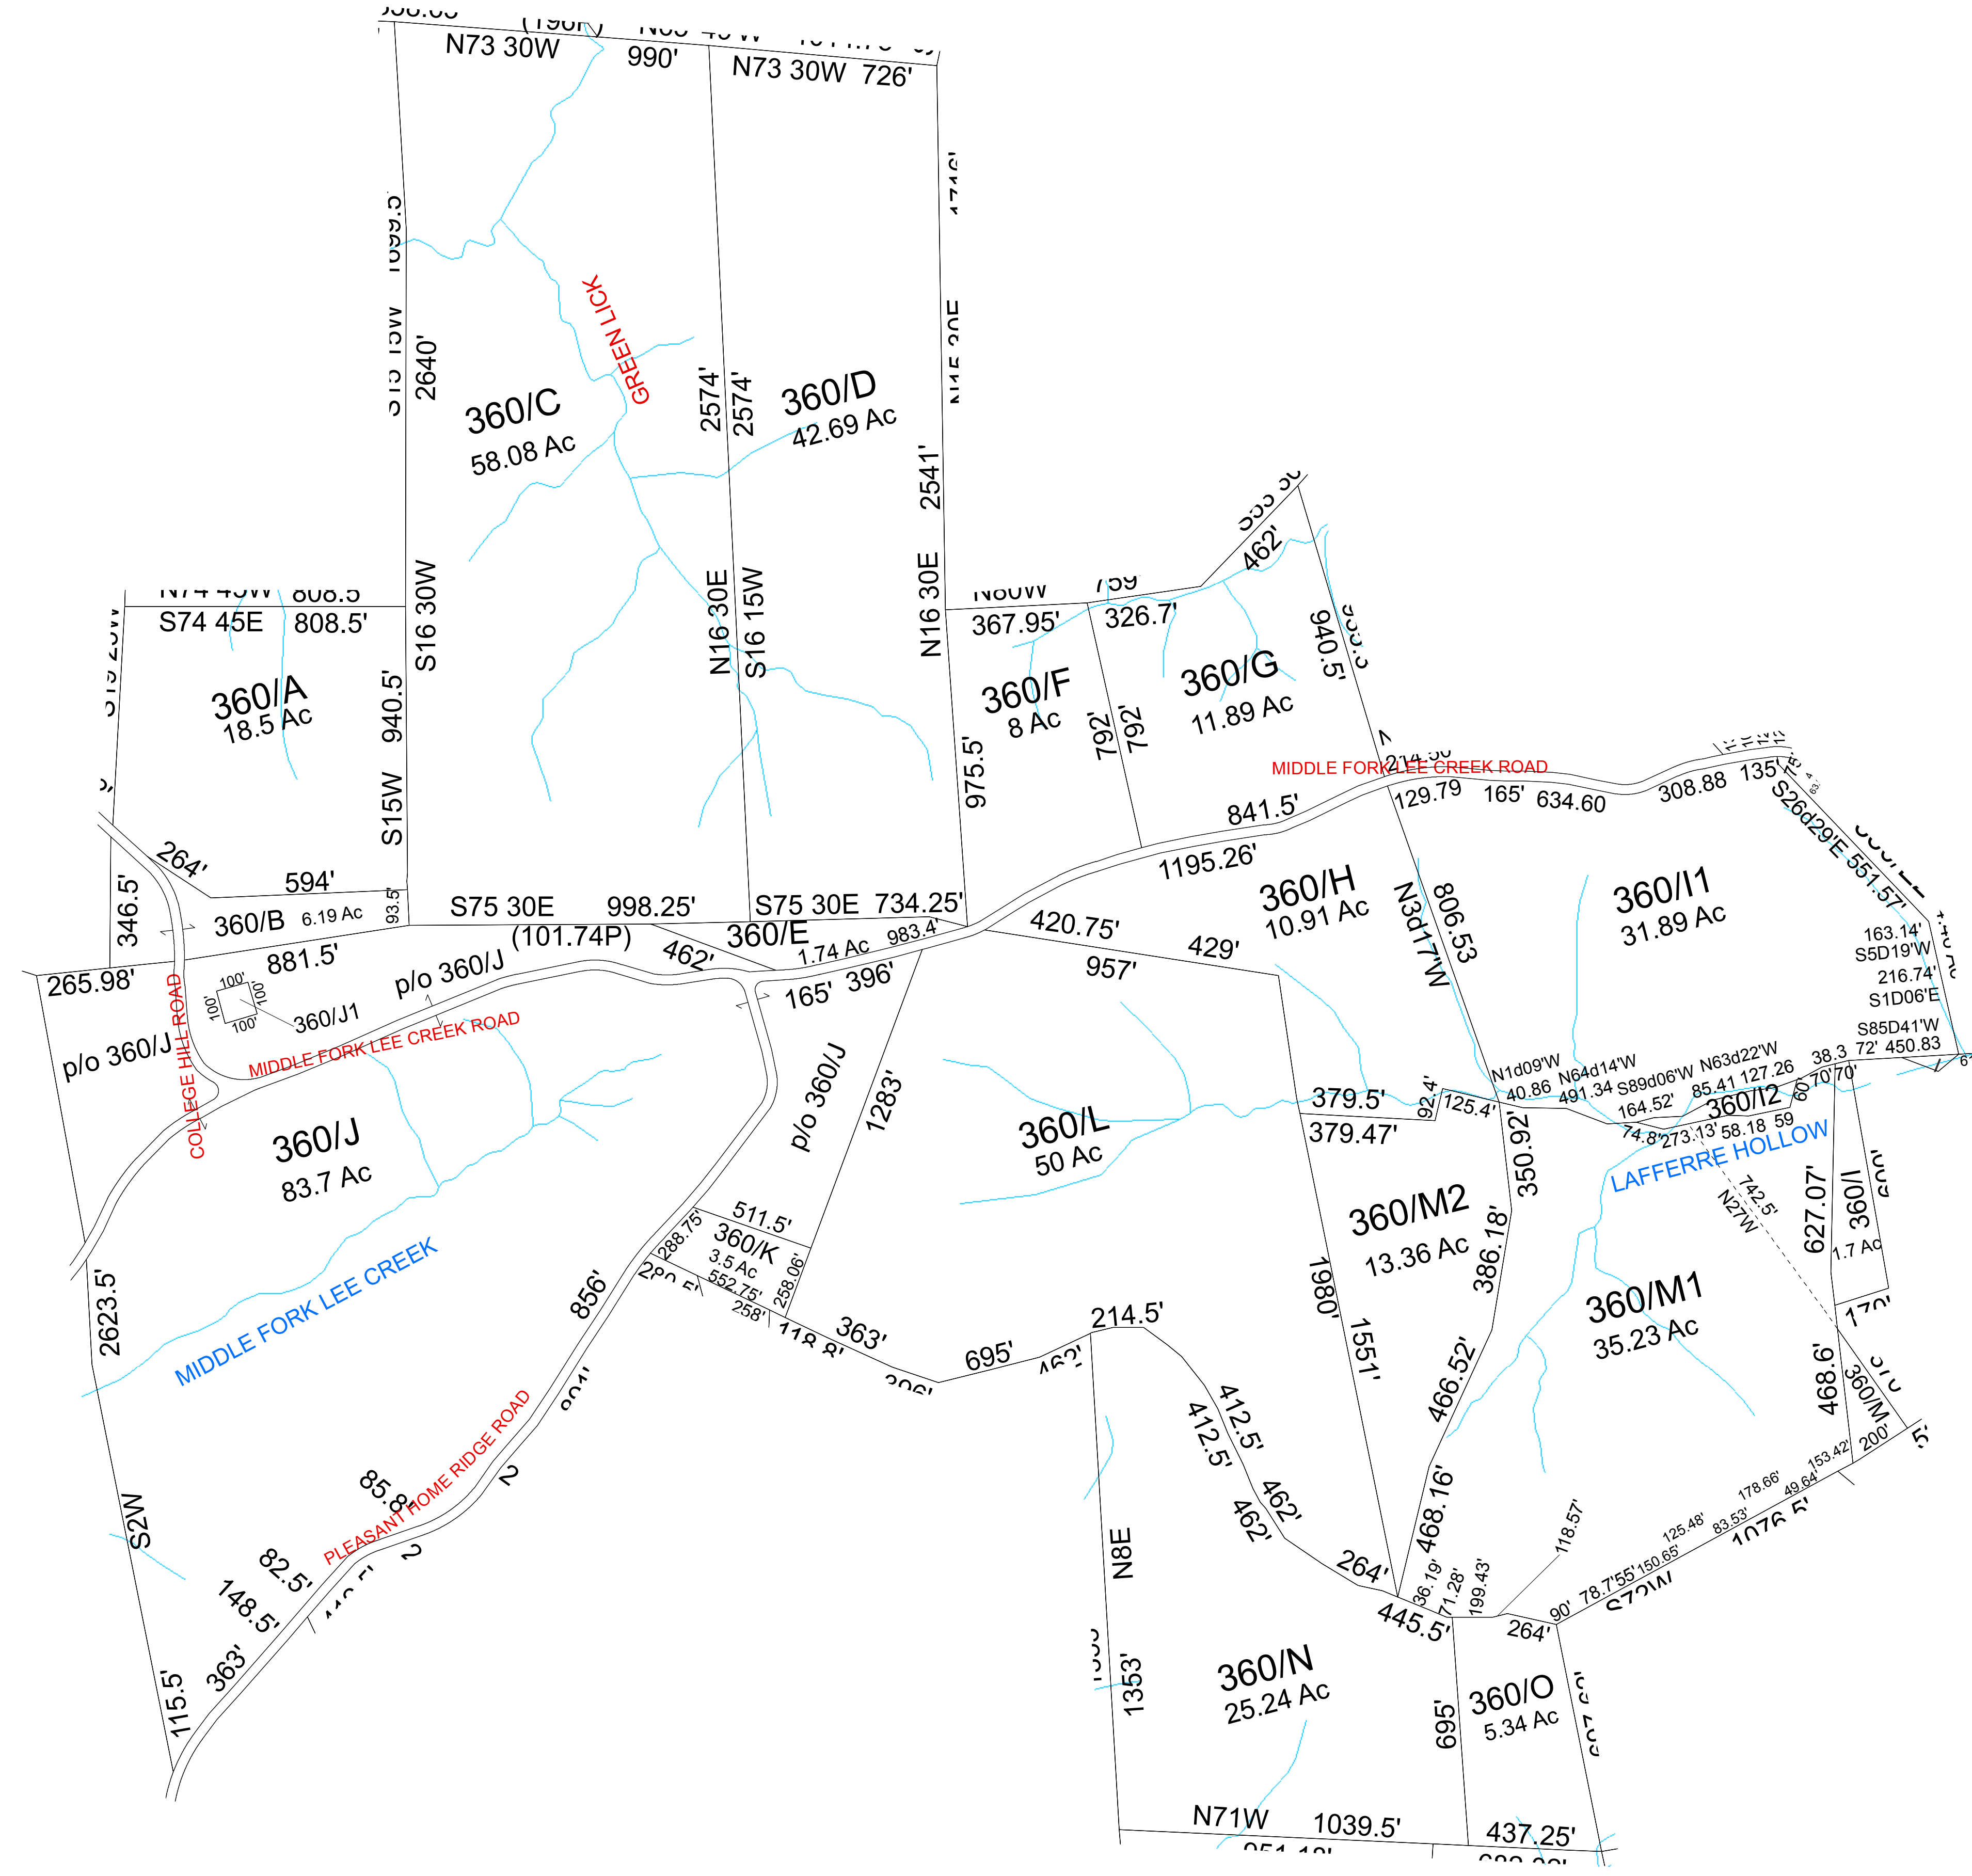 N73 30W 990'
N73 30W 726'
GREEN LICK
2640'
S16 30W
360/C
58.08 Ac
2574'
2574'
N16 30E
S16 15W
360/D
42.69 Ac
2541'
N16 30E
S74 45E 808.5'
360/A
18.5 Ac
940.5'
S15W
264'
594'
346.5'
360/B 6.19 Ac
93.5'
881.5'
265.98'
S75 30E 998.25'
(101.74P)
S75 30E 734.25'
360/E
1.74 Ac
983.4'
462'
165' 396'
367.95'
326.7'
462'
360/F
8 Ac
975.5'
792'
792'
360/G
11.89 Ac
940.5'
MIDDLE FORK LEE CREEK ROAD
841.5'
1195.26'
129.79 165' 634.60 308.88 135'
S26d29'E 551.57'
360/H
10.91 Ac
N3d17'W
806.53
360/I1
31.89 Ac
163.14'
S5D19'W
216.74'
S1D06'E
S85D41'W
72' 450.83
420.75'
429'
957'
p/o 360/J
100'
100'
100'
100'
360/J1
p/o 360/J
COLLEGE HILL ROAD
MIDDLE FORK LEE CREEK ROAD
360/J
83.7 Ac
MIDDLE FORK LEE CREEK
2623.5'
S2W
115.5'
363'
148.5'
82.5'
85.8'
PLEASANT HOME RIDGE ROAD
2
2
856'
p/o 360/J
1283'
511.5'
288.75'
360/K
3.5 Ac
552.75'
258.06'
258'
363'
695'
214.5'
360/L
50 Ac
379.5'
379.47'
92.4'
125.4'
N1d09'W
40.86
N64d14'W
491.34
S89d06'W
164.52'
N63d22'W
85.41 127.26
38.3
70' 70'
60'
360/I2
74.8' 273.13' 58.18 59
LAFFERRE HOLLOW
742.5'
N27W
627.07'
360/I
1.7 Ac
350.92'
386.18'
360/M2
13.36 Ac
466.52'
468.16'
1980'
1551'
360/M1
35.23 Ac
468.6'
360/M
200'
153.42'
49.64'
178.66'
83.53'
125.48'
150.65'
55'
78.7'
90'
118.57'
199.43'
71.28'
36.19'
264'
412.5'
412.5'
462'
462'
264'
445.5'
N8E
1353'
360/N
25.24 Ac
695'
360/O
5.34 Ac
N71W 1039.5'
437.25'